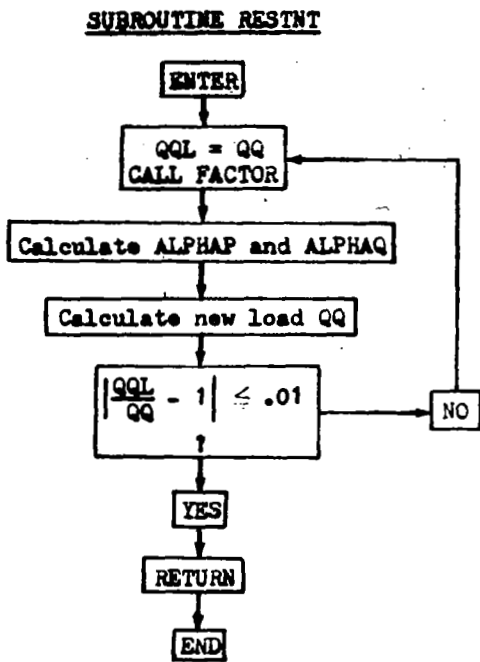 SUBROUTINE RESTNT
ENTER
QQL = QQ
CALL FACTOR
Calculate ALPHAP and ALPHAQ
Calculate new load QQ
|QQL/QQ - 1| ≤ .01
?
NO
YES
RETURN
END